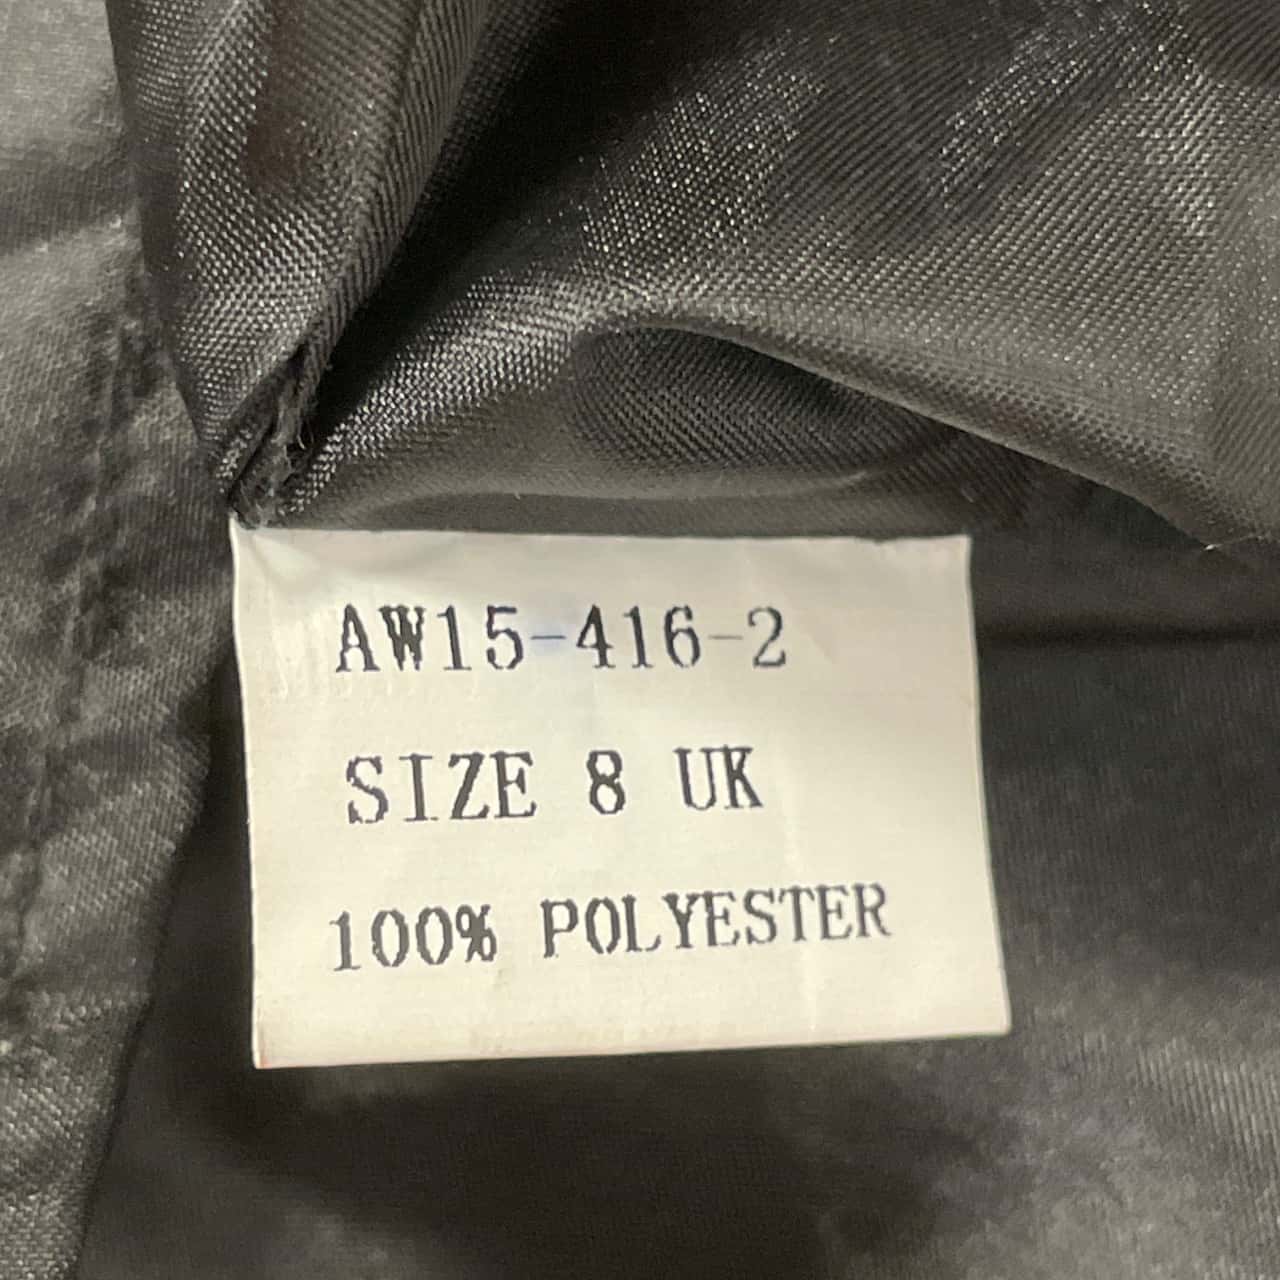 AW15-416-2
SIZE 8 UK
100% POLYESTER